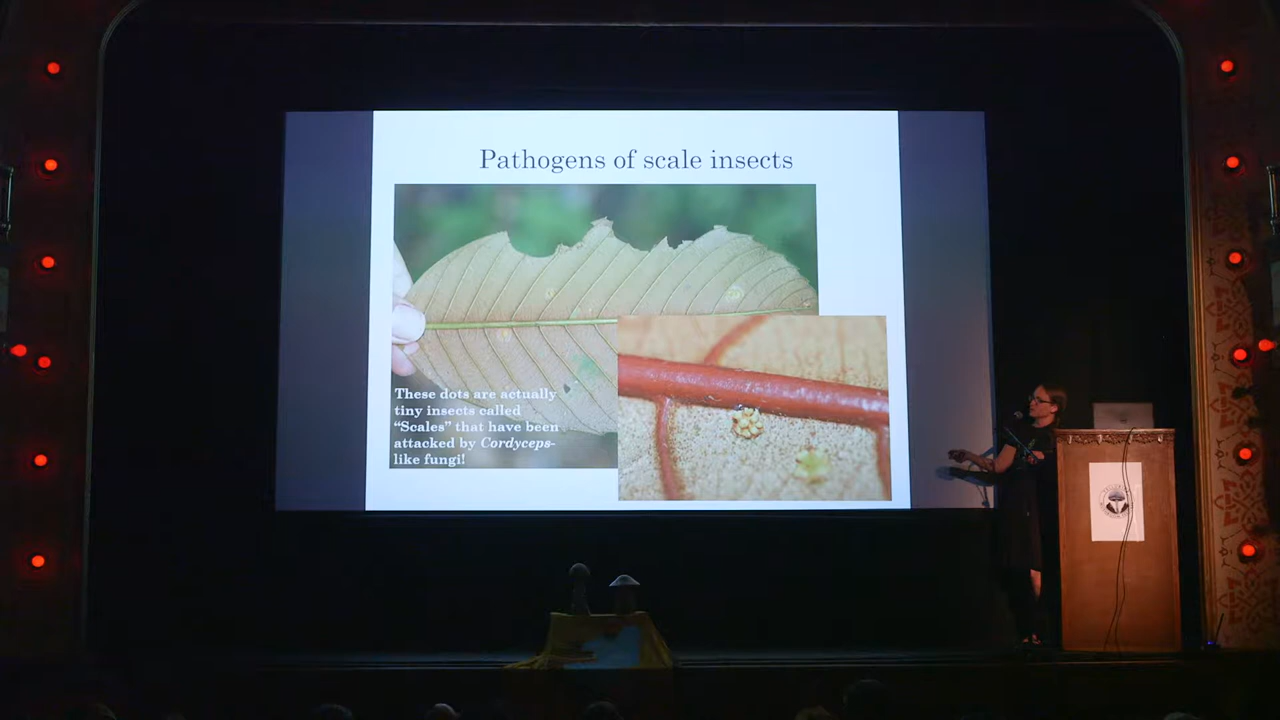 Pathogens of scale insects
These dots are actually
tiny insects called
“Scales” that have been
attacked by Cordyceps-
like fungi!